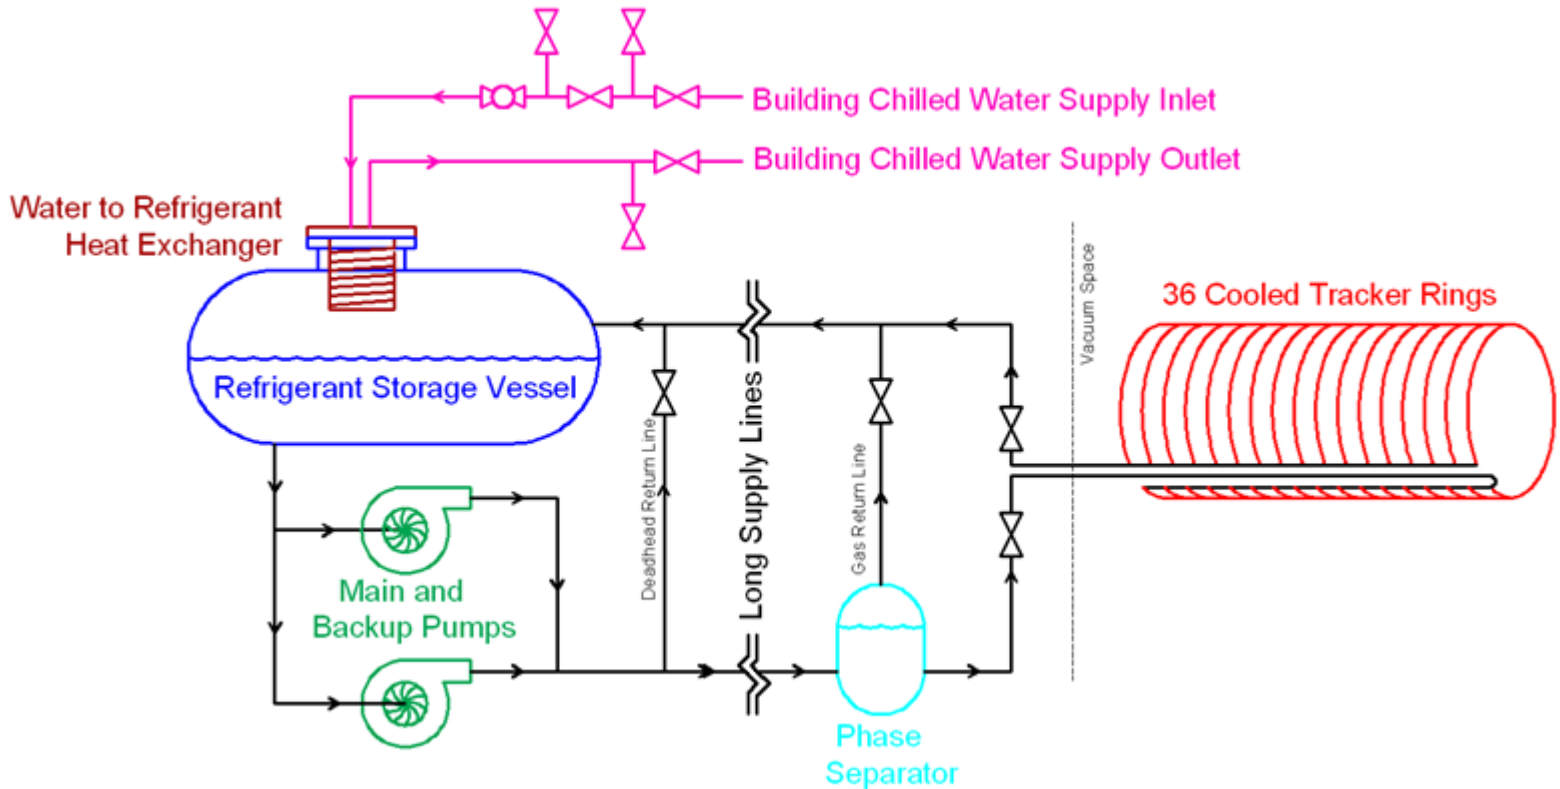 Building Chilled Water Supply Inlet
Building Chilled Water Supply Outlet
Water to Refrigerant
Heat Exchanger
36 Cooled Tracker Rings
Vacuum Space
Refrigerant Storage Vessel
Deadhead Return Line
Long Supply Lines
Gas Return Line
Main and
Backup Pumps
Phase
Separator